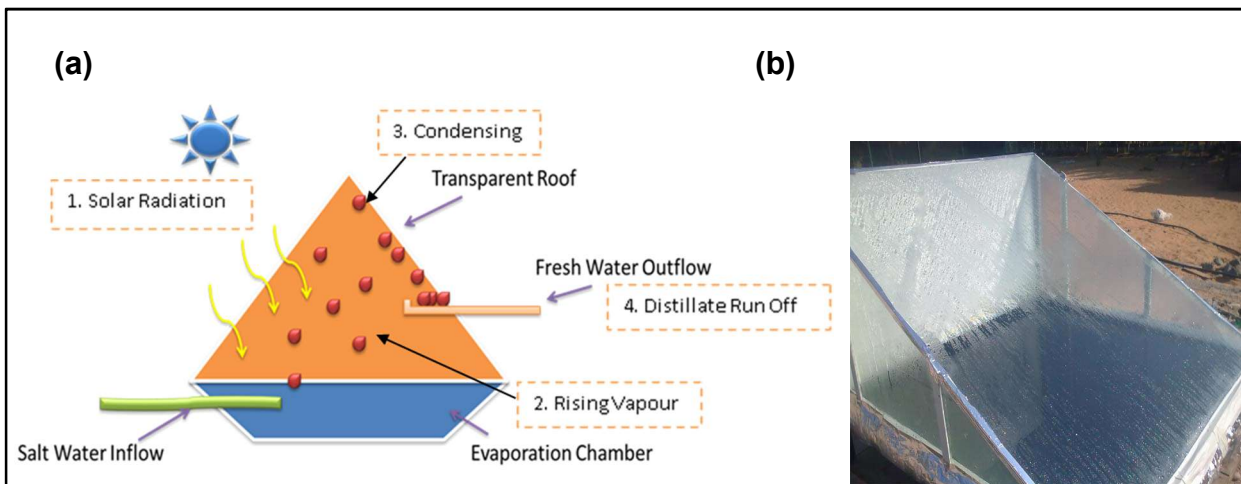 (a)
(b)
3. Condensing
Transparent Roof
1. Solar Radiation
Fresh Water Outflow
4. Distillate Run Off
2. Rising Vapour
Salt Water Inflow
Evaporation Chamber